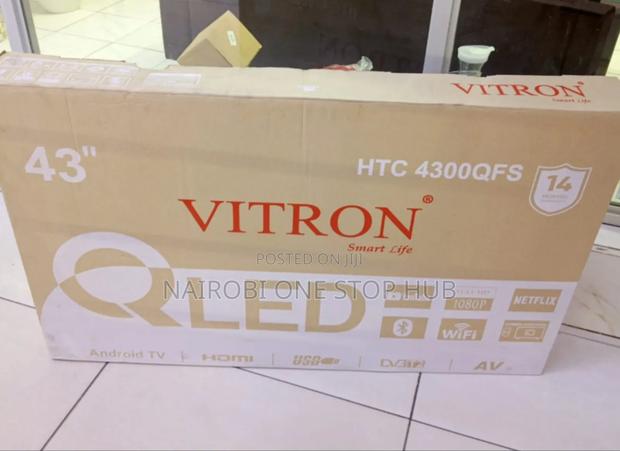 VITRON
Smart Life
43"
HTC 4300QFS
14
VITRON®
Smart Life
POSTED ON JIJI
NAIROBI ONE STOP HUB
QLED
1080P
NETFLIX
WiFi
Android TV | HDMI | USB | DVB-T2 | AV